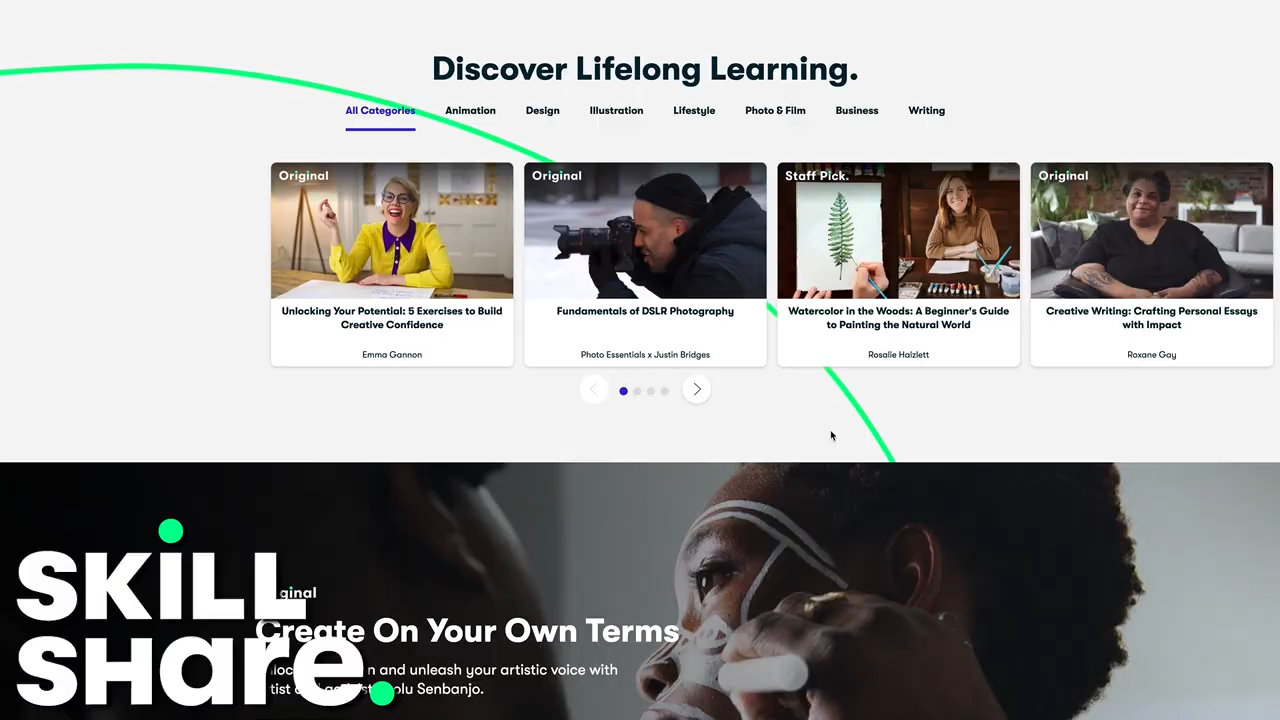 Discover Lifelong Learning.
All Categories Animation Design Illustration Lifestyle Photo & Film Business Writing
Original
Original
Staff Pick.
Original
Unlocking Your Potential: 5 Exercises to Build
Creative Confidence
Emma Gannon
Fundamentals of DSLR Photography
Photo Essentials x Justin Bridges
Watercolor in the Woods: A Beginner's Guide
to Painting the Natural World
Rosalie Haizlett
Creative Writing: Crafting Personal Essays
with Impact
Roxane Gay
Create On Your Own Terms
and unleash your artistic voice with
Senbanjo.
SKiLL
SHare.